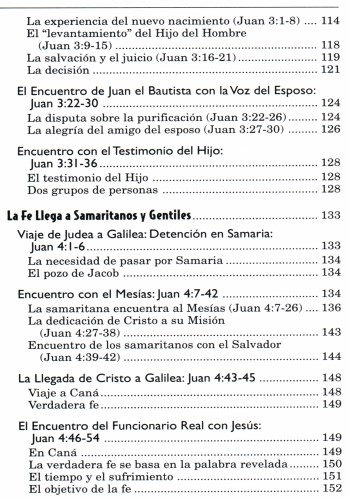 La experiencia del nuevo nacimiento (Juan 3:1-8) .... 114
El “levantamiento” del Hijo del Hombre
(Juan 3:9-15) ............................................. 118
La salvación y el juicio (Juan 3:16-21) ................. 119
La decisión ................................................ 121
El Encuentro de Juan el Bautista con la Voz del Esposo:
Juan 3:22-30 ............................................. 124
La disputa sobre la purificación (Juan 3:22-26) .... 124
La alegría del amigo del esposo (Juan 3:27-30) ....... 126
Encuentro con el Testimonio del Hijo:
Juan 3:31-36 ............................................. 128
El testimonio del Hijo .................................... 128
Dos grupos de personas .................................. 128
La Fe Llega a Samaritanos y Gentiles ........................ 133
Viaje de Judea a Galilea: Detención en Samaria:
Juan 4:1-6 ................................................ 133
La necesidad de pasar por Samaria ..................... 134
El pozo de Jacob .......................................... 134
Encuentro con el Mesías: Juan 4:7-42 ..................... 134
La samaritana encuentra al Mesías (Juan 4:7-26) .... 136
La dedicación de Cristo a su Misión
(Juan 4:27-38) ............................................ 143
Encuentro de los samaritanos con el Salvador
(Juan 4:39-42) ............................................ 144
La Llegada de Cristo a Galilea: Juan 4:43-45 ............. 148
Viaje a Caná ............................................... 148
Verdadera fe ............................................... 149
El Encuentro del Funcionario Real con Jesús:
Juan 4:46-54 ............................................. 149
En Caná .................................................... 149
La verdadera fe se basa en la palabra revelada ..... 150
El tiempo y el sufrimiento ............................... 151
El objetivo de la fe ....................................... 152